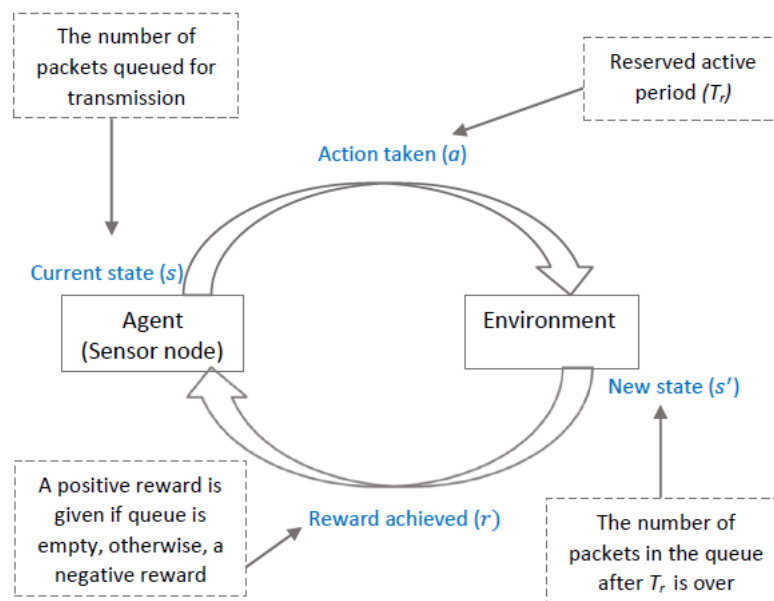 The number of
packets queued for
transmission
Reserved active
period (Tᵣ)
Action taken (a)
Current state (s)
Agent
(Sensor node)
Environment
New state (s′)
A positive reward is
given if queue is
empty, otherwise, a
negative reward
Reward achieved (r)
The number of
packets in the queue
after Tᵣ is over